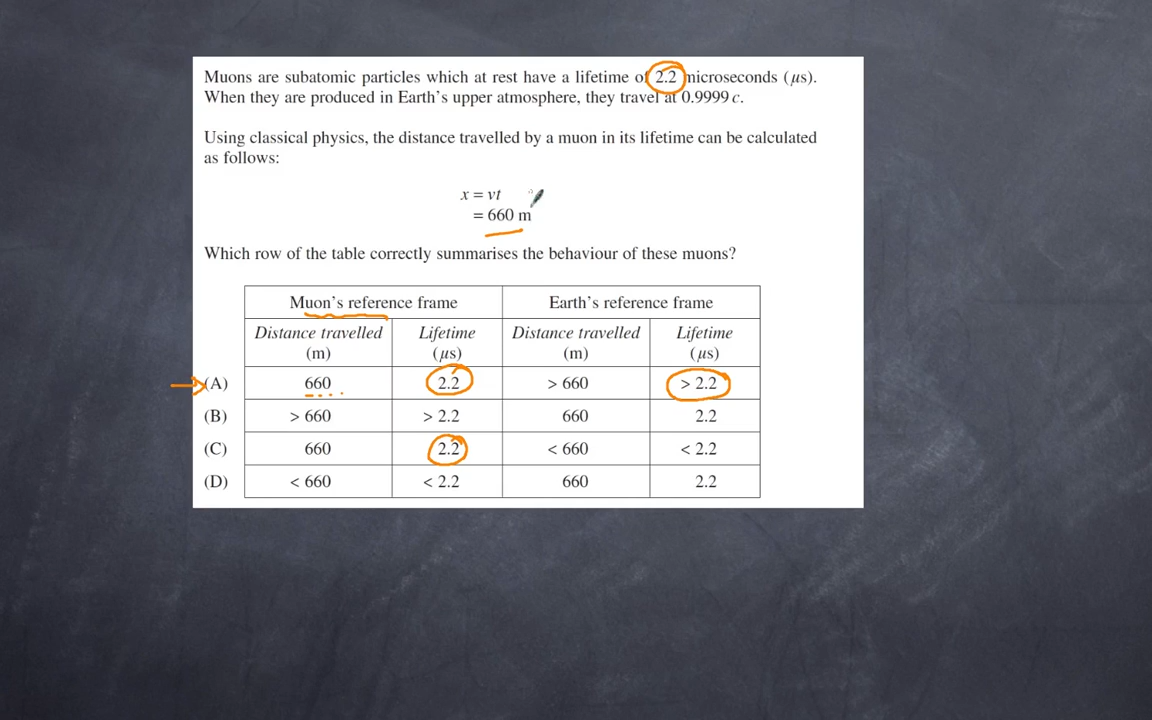 Muons are subatomic particles which at rest have a lifetime of 2.2 microseconds (μs).
When they are produced in Earth's upper atmosphere, they travel at 0.9999 c.
Using classical physics, the distance travelled by a muon in its lifetime can be calculated
as follows:
x = vt
= 660 m
Which row of the table correctly summarises the behaviour of these muons?
Muon's reference frame Earth's reference frame
Distance travelled Lifetime Distance travelled Lifetime
(m) (μs) (m) (μs)
(A) 660 2.2 > 660 > 2.2
(B) > 660 > 2.2 660 2.2
(C) 660 2.2 < 660 < 2.2
(D) < 660 < 2.2 660 2.2